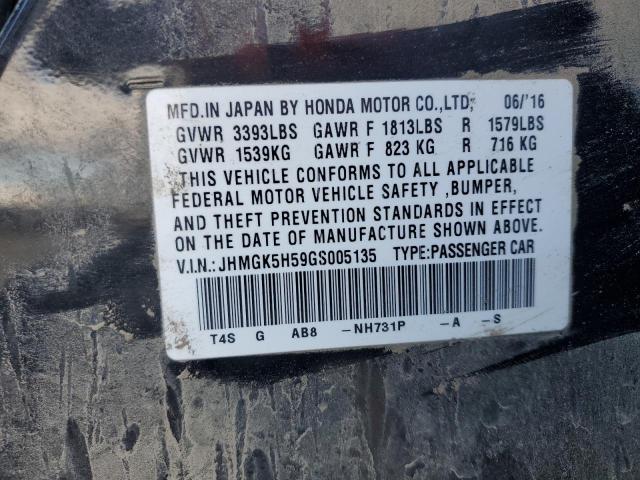 MFD.IN JAPAN BY HONDA MOTOR CO.,LTD. 06/'16
GVWR 3393LBS GAWR F 1813LBS R 1579LBS
GVWR 1539KG GAWR F 823 KG R 716 KG
THIS VEHICLE CONFORMS TO ALL APPLICABLE
FEDERAL MOTOR VEHICLE SAFETY ,BUMPER,
AND THEFT PREVENTION STANDARDS IN EFFECT
ON THE DATE OF MANUFACTURE SHOWN ABOVE.
V.I.N.:JHMGK5H59GS005135 TYPE:PASSENGER CAR
T4S G AB8 -NH731P -A -S